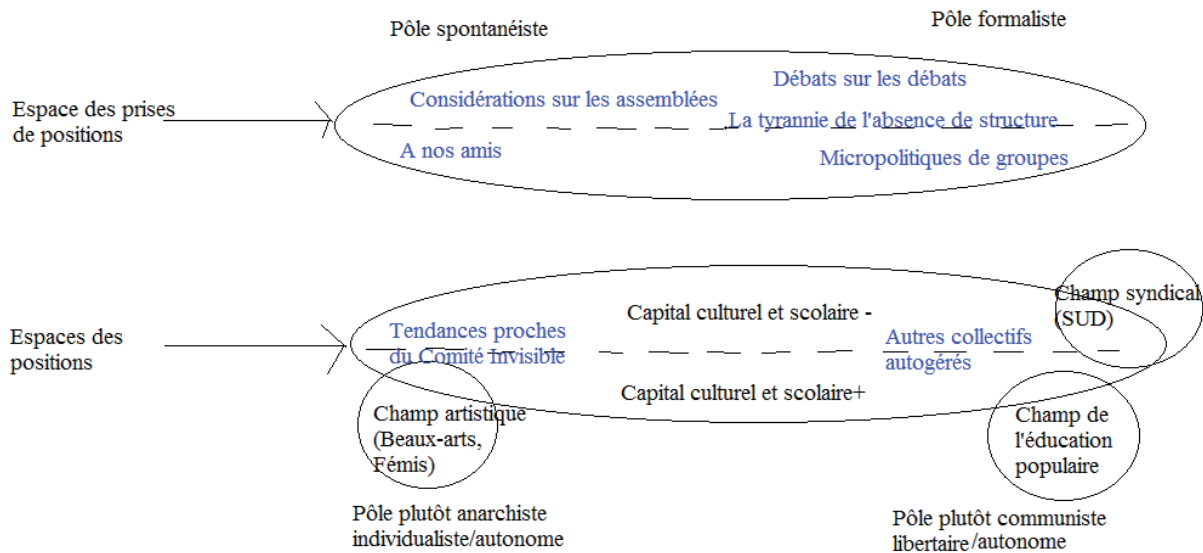 Pôle spontanéiste
Pôle formaliste
Espace des prises
de positions
Débats sur les débats
Considérations sur les assemblées
La tyrannie de l'absence de structure
A nos amis
Micropolitiques de groupes
Espaces des
positions
Capital culturel et scolaire -
Champ syndical
(SUD)
Tendances proches
du Comité Invisible
Autres collectifs
autogérés
Capital culturel et scolaire+
Champ artistique
(Beaux-arts,
Fémis)
Champ de
l'éducation
populaire
Pôle plutôt anarchiste
individualiste/autonome
Pôle plutôt communiste
libertaire/autonome